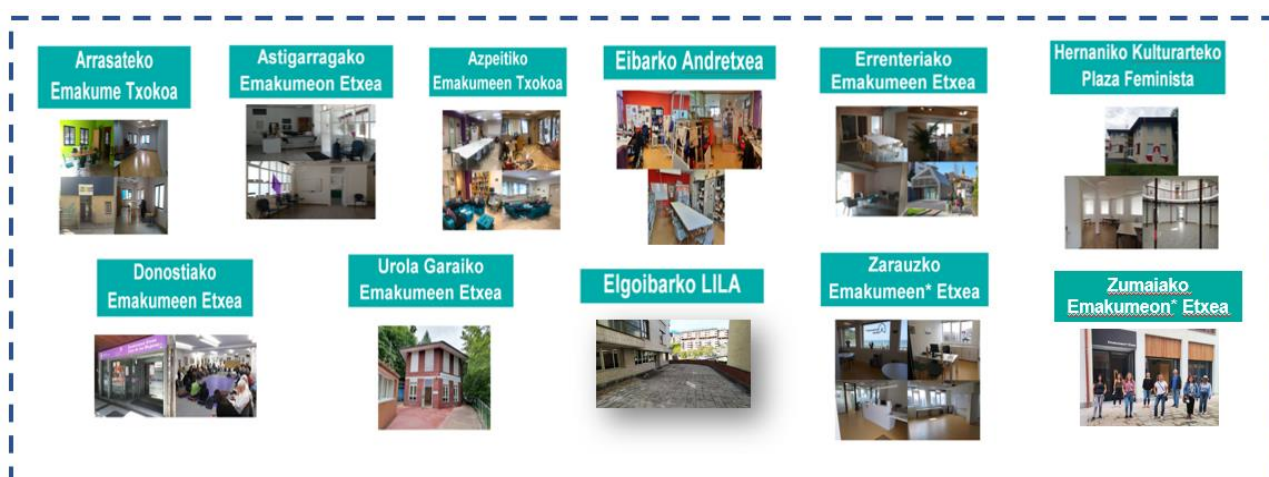 Arrasateko
Emakume Txokoa
Astigarragako
Emakumeon Etxea
Azpeitiko
Emakumeen Txokoa
Eibarko Andretxea
Errenteriako
Emakumeen Etxea
Hernaniko Kulturarteko
Plaza Feminista
Donostiako
Emakumeen Etxea
Urola Garaiko
Emakumeen Etxea
Elgoibarko LILA
Zarauzko
Emakumeen* Etxea
Zumaiako
Emakumeon* Etxea